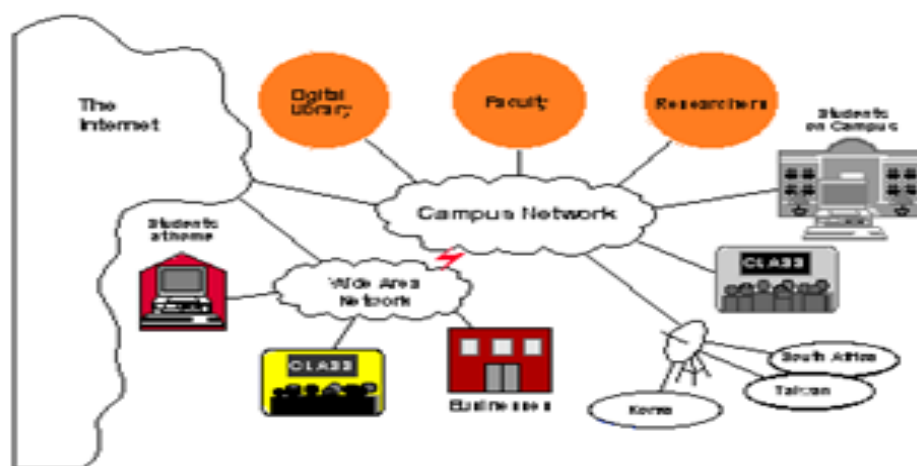 The
Internet
Digital
Library
Faculty
Researchers
Students
on Campus
Campus Network
Students
at home
CLASS
Wide Area
Network
CLASS
Businesses
South Africa
Taiwan
Korea